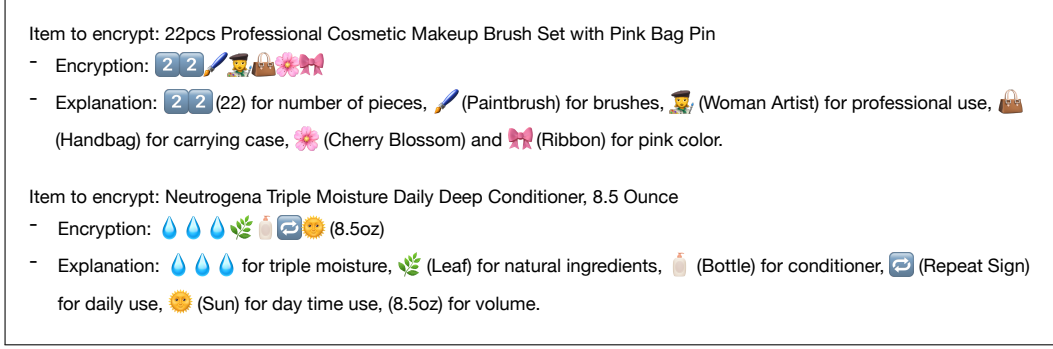 Item to encrypt: 22pcs Professional Cosmetic Makeup Brush Set with Pink Bag Pin
- Encryption: 2️⃣2️⃣🖌️👩‍🎨👜🌸🎀
- Explanation: 2️⃣2️⃣ (22) for number of pieces, 🖌️ (Paintbrush) for brushes, 👩‍🎨 (Woman Artist) for professional use, 👜
(Handbag) for carrying case, 🌸 (Cherry Blossom) and 🎀 (Ribbon) for pink color.
Item to encrypt: Neutrogena Triple Moisture Daily Deep Conditioner, 8.5 Ounce
- Encryption: 💧💧💧🌿🧴🔁🌞 (8.5oz)
- Explanation: 💧💧💧 for triple moisture, 🌿 (Leaf) for natural ingredients, 🧴 (Bottle) for conditioner, 🔁 (Repeat Sign)
for daily use, 🌞 (Sun) for day time use, (8.5oz) for volume.